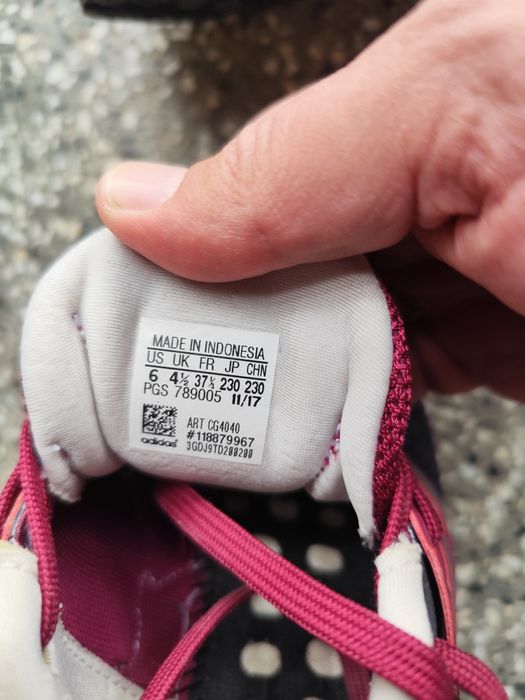 MADE IN INDONESIA
US UK FR JP CHN
6 4½ 37⅓ 230 230
PGS 789005 11/17
ART CG4040
#118879967
adidas 3GDJ9TD200200